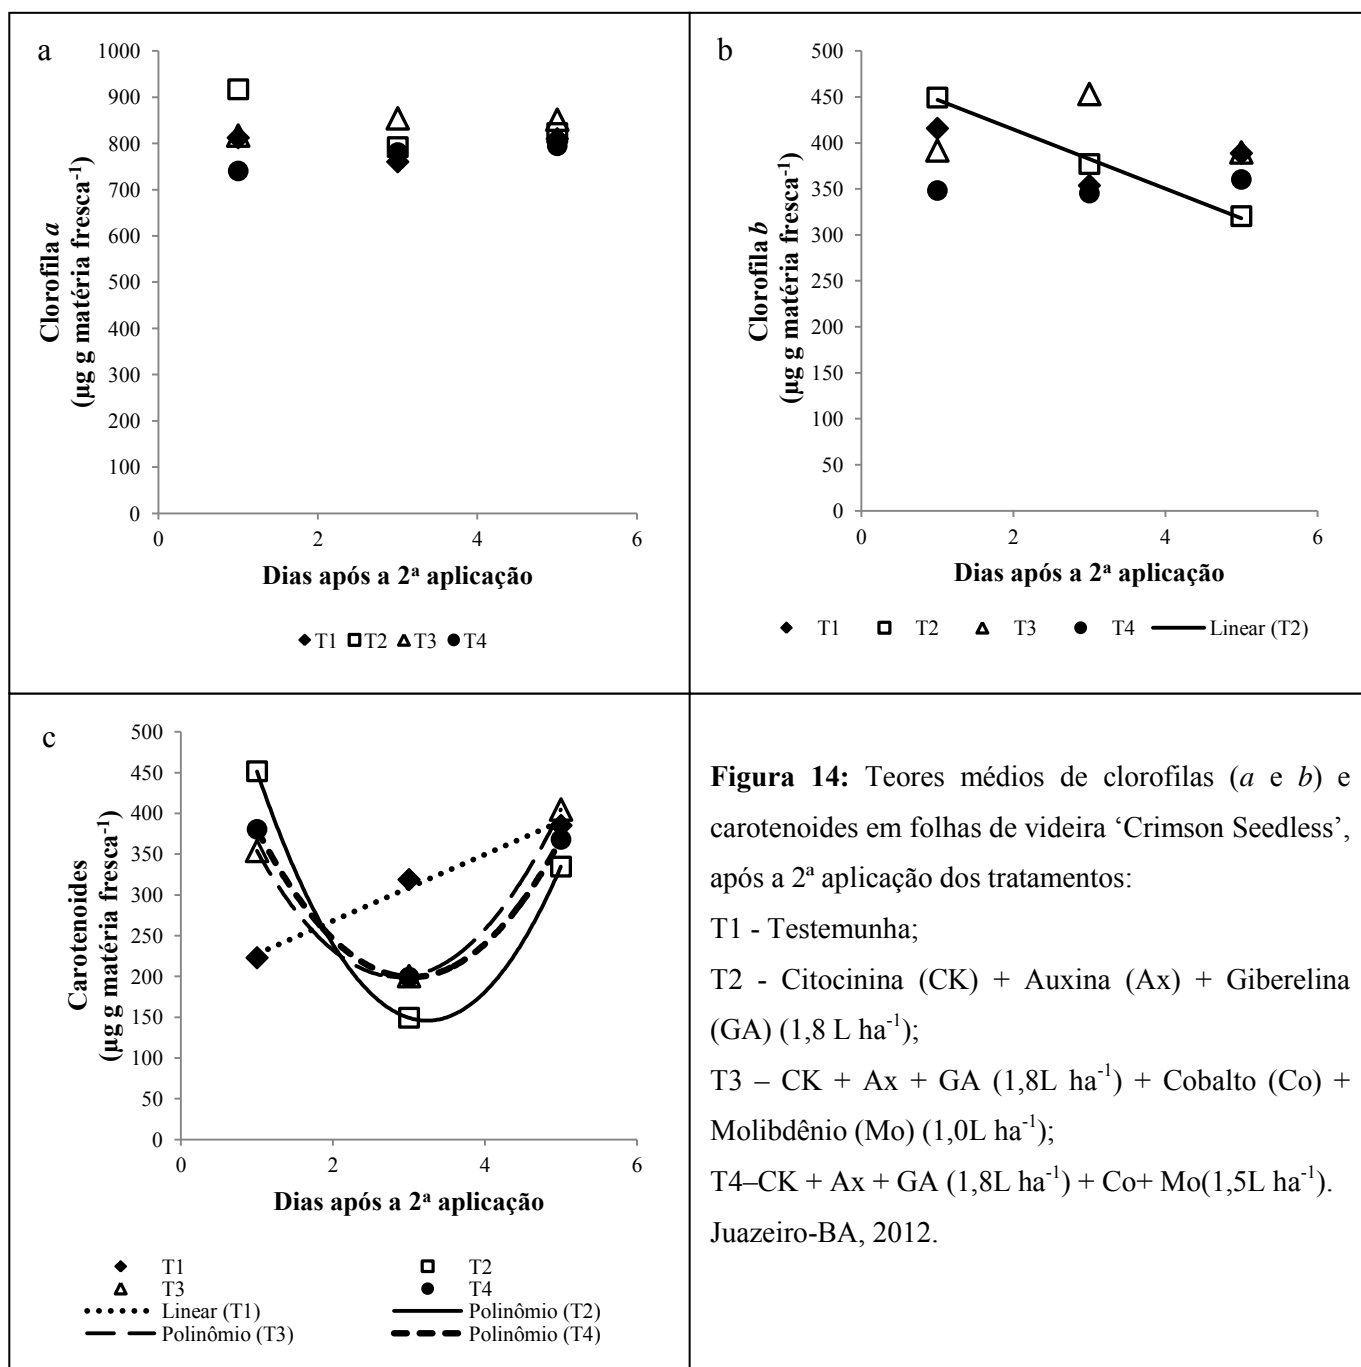 a
1000
900
800
700
600
500
400
300
200
100
0
0 2 4 6
Clorofila a
(µg g matéria fresca⁻¹)
Dias após a 2ª aplicação
T1 T2 T3 T4
b
500
450
400
350
300
250
200
150
100
50
0
0 2 4 6
Clorofila b
(µg g matéria fresca⁻¹)
Dias após a 2ª aplicação
T1 T2 T3 T4 Linear (T2)
c
500
450
400
350
300
250
200
150
100
50
0
0 2 4 6
Carotenoides
(µg g matéria fresca⁻¹)
Dias após a 2ª aplicação
T1 T2
T3 T4
Linear (T1) Polinômio (T2)
Polinômio (T3) Polinômio (T4)
Figura 14: Teores médios de clorofilas (a e b) e
carotenoides em folhas de videira ‘Crimson Seedless’,
após a 2ª aplicação dos tratamentos:
T1 - Testemunha;
T2 - Citocinina (CK) + Auxina (Ax) + Giberelina
(GA) (1,8 L ha⁻¹);
T3 – CK + Ax + GA (1,8L ha⁻¹) + Cobalto (Co) +
Molibdênio (Mo) (1,0L ha⁻¹);
T4–CK + Ax + GA (1,8L ha⁻¹) + Co+ Mo(1,5L ha⁻¹).
Juazeiro-BA, 2012.